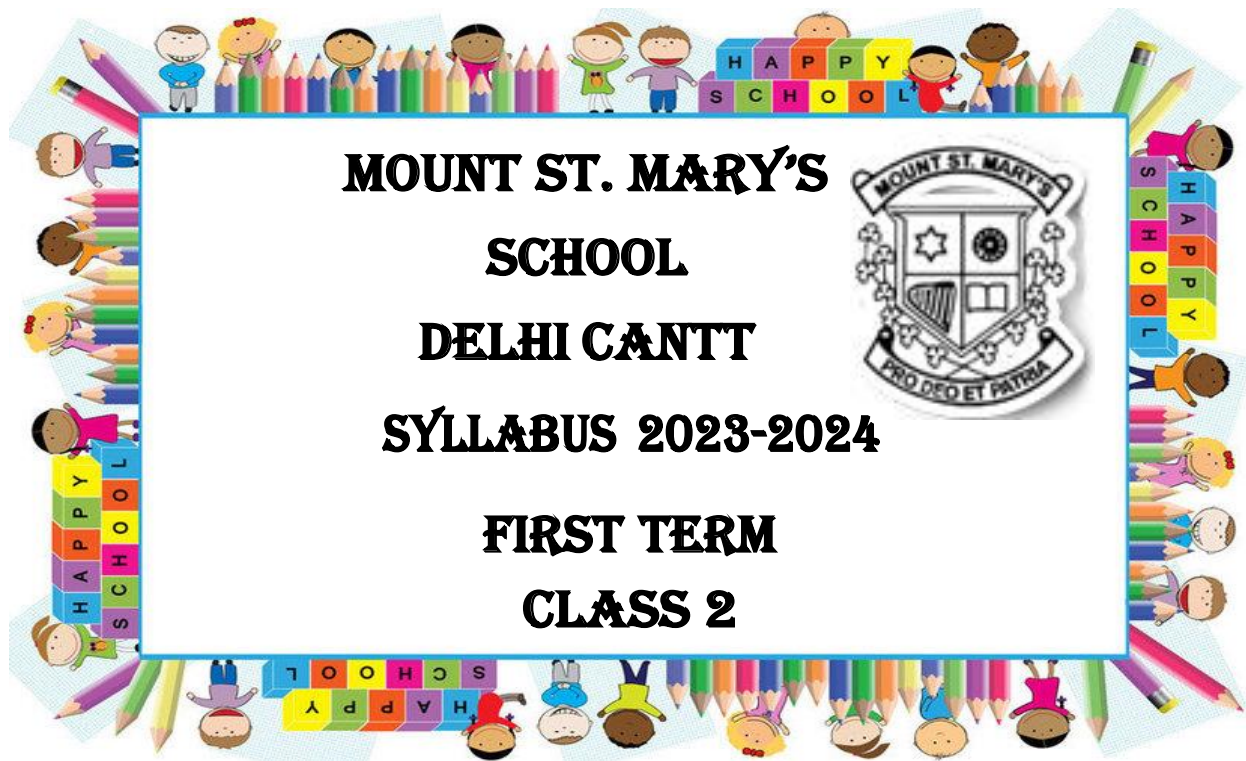 HAPPY
SCHOOL
MOUNT ST. MARY'S
SCHOOL
DELHI CANTT
SYLLABUS 2023-2024
FIRST TERM
CLASS 2
MOUNT ST. MARY'S
PRO DEO ET PATRIA
HAPPY
SCHOOL
HAPPY
SCHOOL
HAPPY
SCHOOL